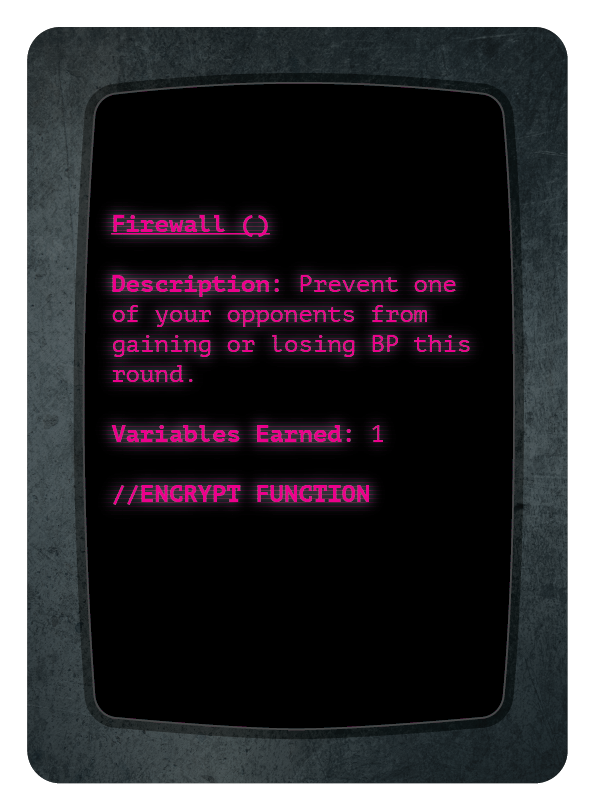 Firewall ()
Description: Prevent one
of your opponents from
gaining or losing BP this
round.
Variables Earned: 1
//ENCRYPT FUNCTION